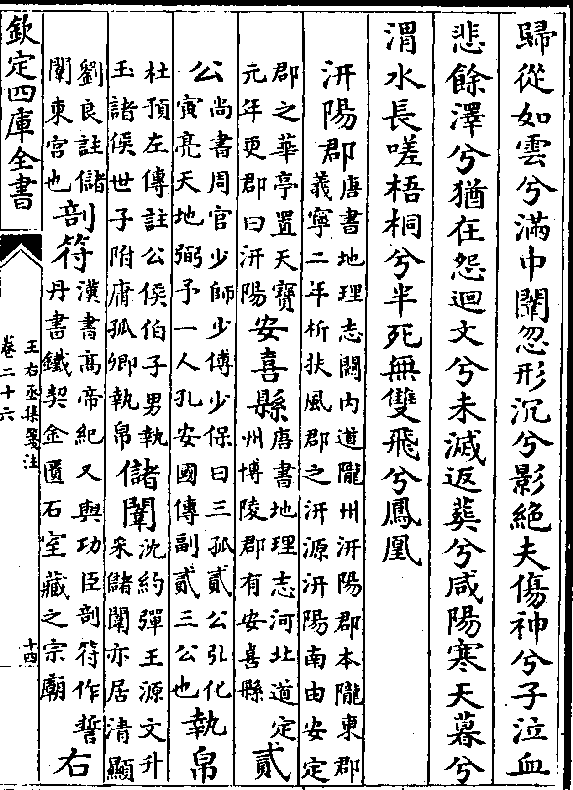 歸從如雲兮滿中闈忽形沉兮影絶夫傷神兮子泣血
悲餘澤兮猶在怨迴文兮未滅返葬兮咸陽寒天暮兮
渭水長嗟梧桐兮半死無雙飛兮鳳凰
汧陽郡
唐書地理志關内道隴州汧陽郡本隴東郡
義寧二年析扶風郡之汧源汧陽南由安定
郡之華亭置天寶
元年更郡曰汧陽
安喜縣
唐書地理志河北道定
州博陵郡有安喜縣
貳
公
尚書周官少師少傅少保曰三孤貳公弘化
寅亮天地弼予一人孔安國傳副貳三公也
執帛
杜預左傳註公侯伯子男執
玉諸侯世子附庸孤卿執帛
儲闈
沈約彈王源文升
采儲闈亦居清顯
劉良註儲
闈東宫也
剖符
漢書高帝紀又與功臣剖符作誓
丹書鐵契金匱石室藏之宗廟
右
欽定四庫全書
王右丞集箋注
卷二十六
十四